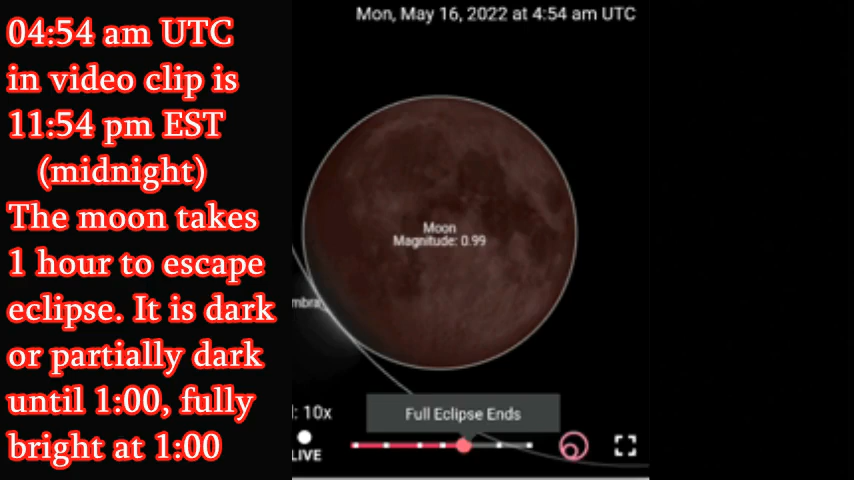 04:54 am UTC
in video clip is
11:54 pm EST
(midnight)
The moon takes
1 hour to escape
eclipse. It is dark
or partially dark
until 1:00, fully
bright at 1:00
Mon, May 16, 2022 at 4:54 am UTC
Moon
Magnitude: 0.99
Full Eclipse Ends
: 10x
LIVE